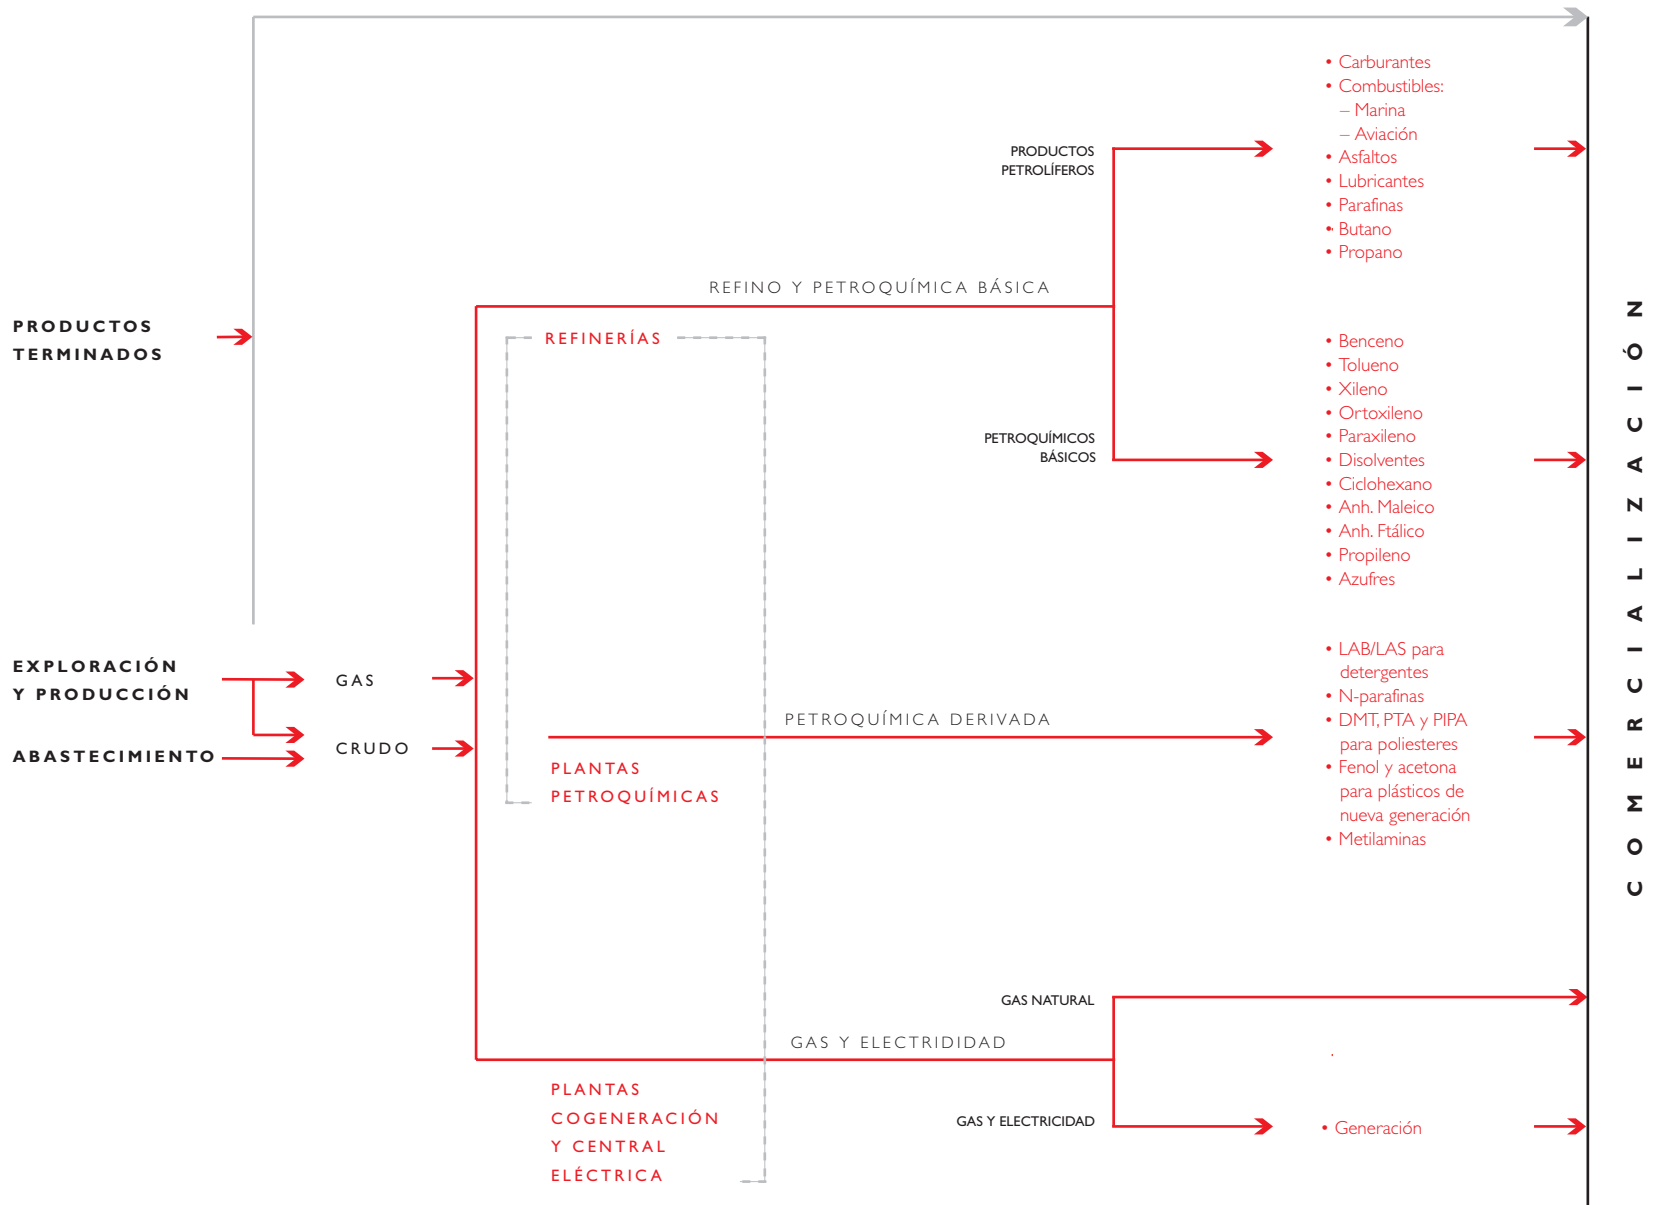 PRODUCTOS
TERMINADOS
EXPLORACIÓN
Y PRODUCCIÓN
ABASTECIMIENTO
GAS
CRUDO
REFINO Y PETROQUÍMICA BÁSICA
REFINERÍAS
PRODUCTOS
PETROLÍFEROS
• Carburantes
• Combustibles:
– Marina
– Aviación
• Asfaltos
• Lubricantes
• Parafinas
• Butano
• Propano
PETROQUÍMICOS
BÁSICOS
• Benceno
• Tolueno
• Xileno
• Ortoxileno
• Paraxileno
• Disolventes
• Ciclohexano
• Anh. Maleico
• Anh. Ftálico
• Propileno
• Azufres
PETROQUÍMICA DERIVADA
PLANTAS
PETROQUÍMICAS
• LAB/LAS para
detergentes
• N-parafinas
• DMT, PTA y PIPA
para poliesteres
• Fenol y acetona
para plásticos de
nueva generación
• Metilaminas
GAS Y ELECTRIDIDAD
PLANTAS
COGENERACIÓN
Y CENTRAL
ELÉCTRICA
GAS NATURAL
GAS Y ELECTRICIDAD
• Generación
COMERCIALIZACIÓN